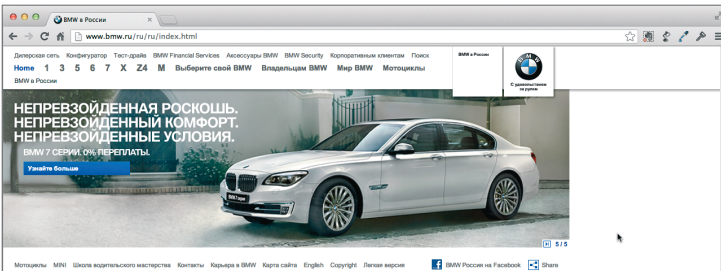 BMW в России
www.bmw.ru/ru/ru/index.html
Дилерская сеть Конфигуратор Тест-драйв BMW Financial Services Аксессуары BMW BMW Security Корпоративным клиентам Поиск
BMW в России
Home 1 3 5 6 7 X Z4 M Выберите свой BMW Владельцам BMW Мир BMW Мотоциклы
BMW в России
BMW
С удовольствием
за рулем
НЕПРЕВЗОЙДЕННАЯ РОСКОШЬ.
НЕПРЕВЗОЙДЕННЫЙ КОМФОРТ.
НЕПРЕВЗОЙДЕННЫЕ УСЛОВИЯ.
BMW 7 СЕРИИ. 0% ПЕРЕПЛАТЫ.
Узнайте больше
BMW 7 серии
5 / 5
Мотоциклы MINI Школа водительского мастерства Контакты Карьера в BMW Карта сайта English Copyright Легкая версия BMW Россия на Facebook Share